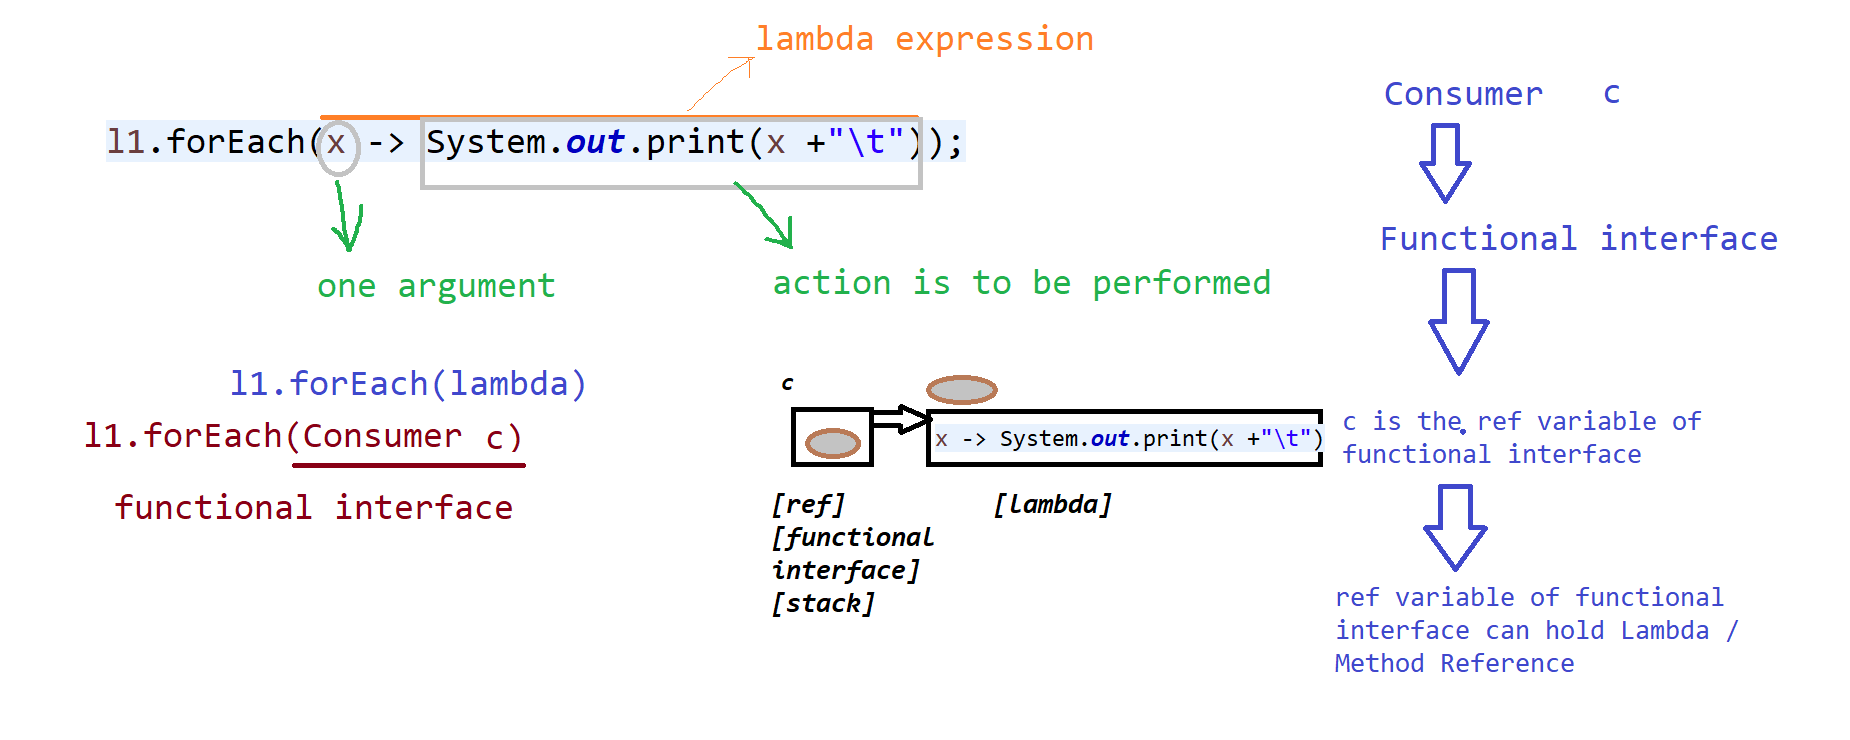 lambda expression
l1.forEach(x -> System.out.print(x +"\t"));
one argument
action is to be performed
l1.forEach(lambda)
l1.forEach(Consumer c)
functional interface
c
x -> System.out.print(x +"\t")
[ref]
[functional
interface]
[stack]
[lambda]
Consumer c
Functional interface
c is the ref variable of
functional interface
ref variable of functional
interface can hold Lambda /
Method Reference